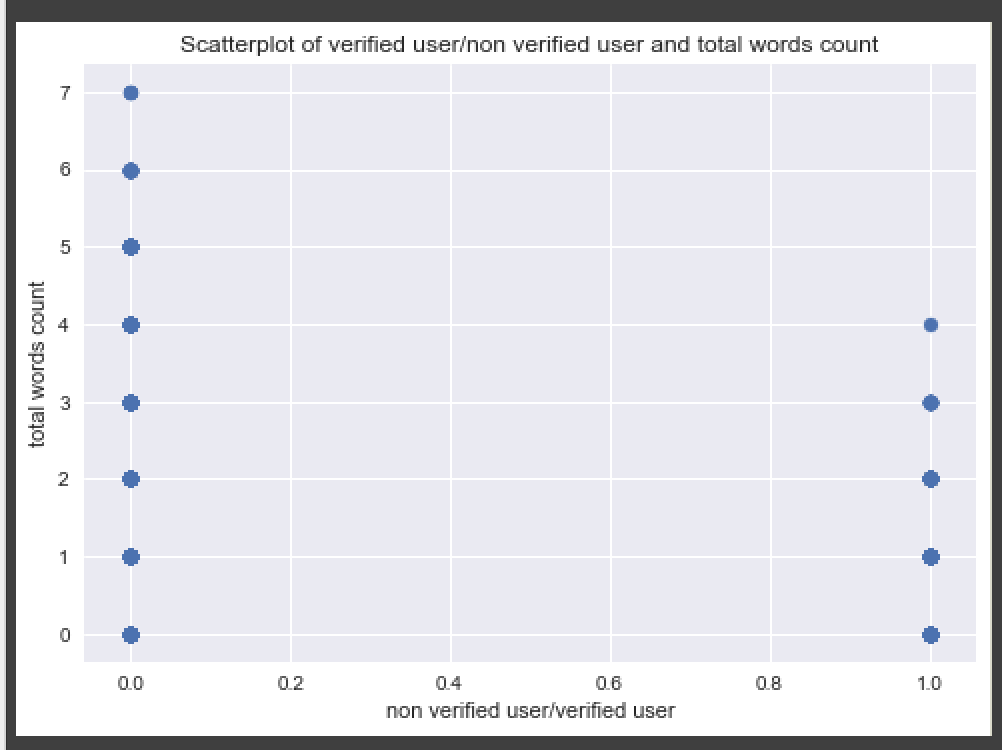 Scatterplot of verified user/non verified user and total words count
total words count
7
6
5
4
3
2
1
0
0.0 0.2 0.4 0.6 0.8 1.0
non verified user/verified user